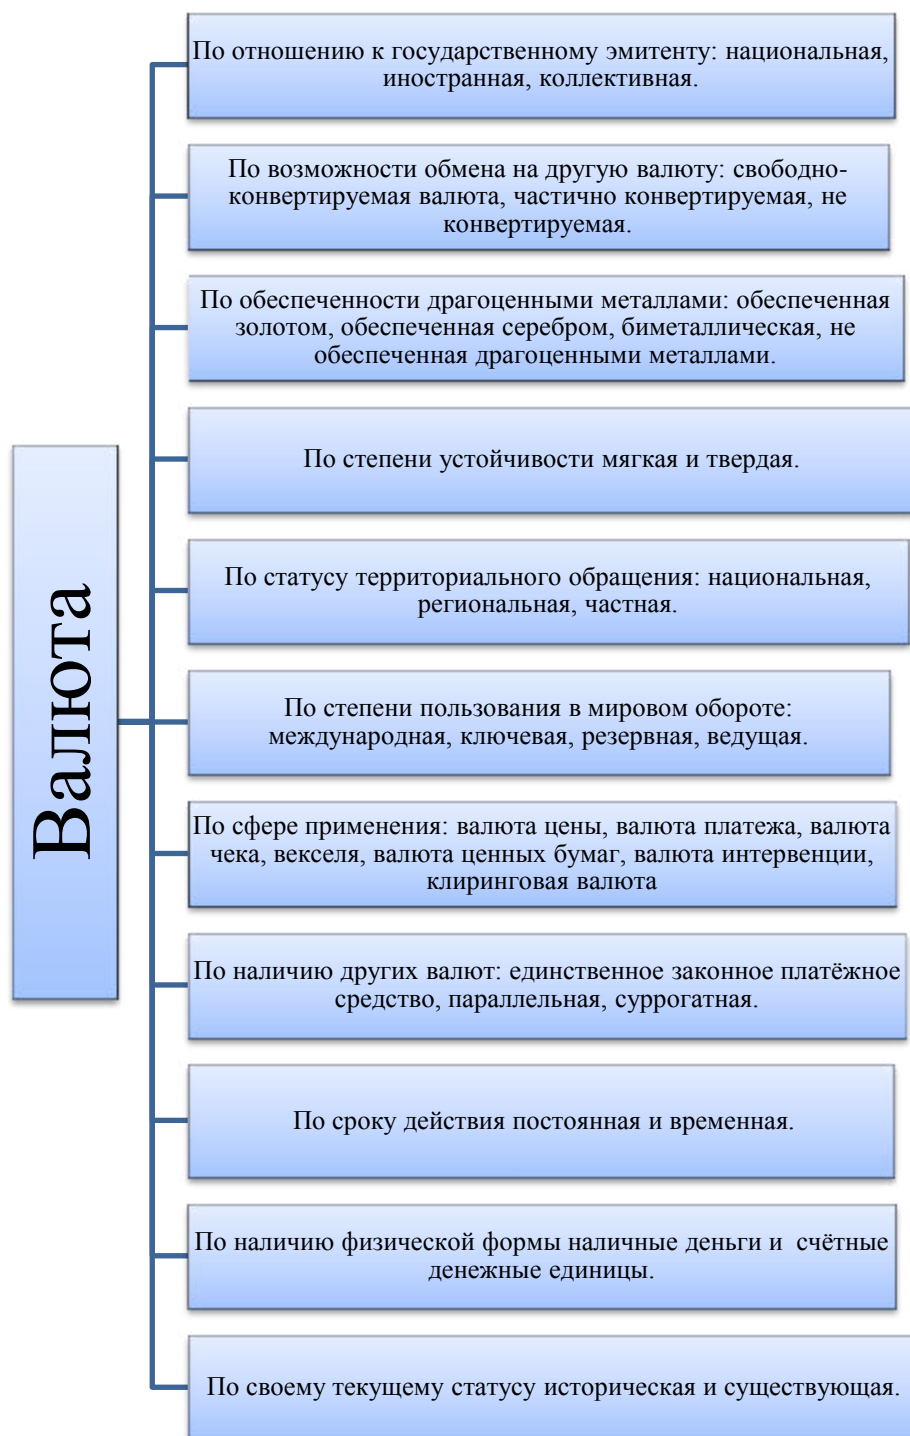 Валюта
По отношению к государственному эмитенту: национальная,
иностранная, коллективная.
По возможности обмена на другую валюту: свободно-
конвертируемая валюта, частично конвертируемая, не
конвертируемая.
По обеспеченности драгоценными металлами: обеспеченная
золотом, обеспеченная серебром, биметаллическая, не
обеспеченная драгоценными металлами.
По степени устойчивости мягкая и твердая.
По статусу территориального обращения: национальная,
региональная, частная.
По степени пользования в мировом обороте:
международная, ключевая, резервная, ведущая.
По сфере применения: валюта цены, валюта платежа, валюта
чека, векселя, валюта ценных бумаг, валюта интервенции,
клиринговая валюта
По наличию других валют: единственное законное платёжное
средство, параллельная, суррогатная.
По сроку действия постоянная и временная.
По наличию физической формы наличные деньги и счётные
денежные единицы.
По своему текущему статусу историческая и существующая.